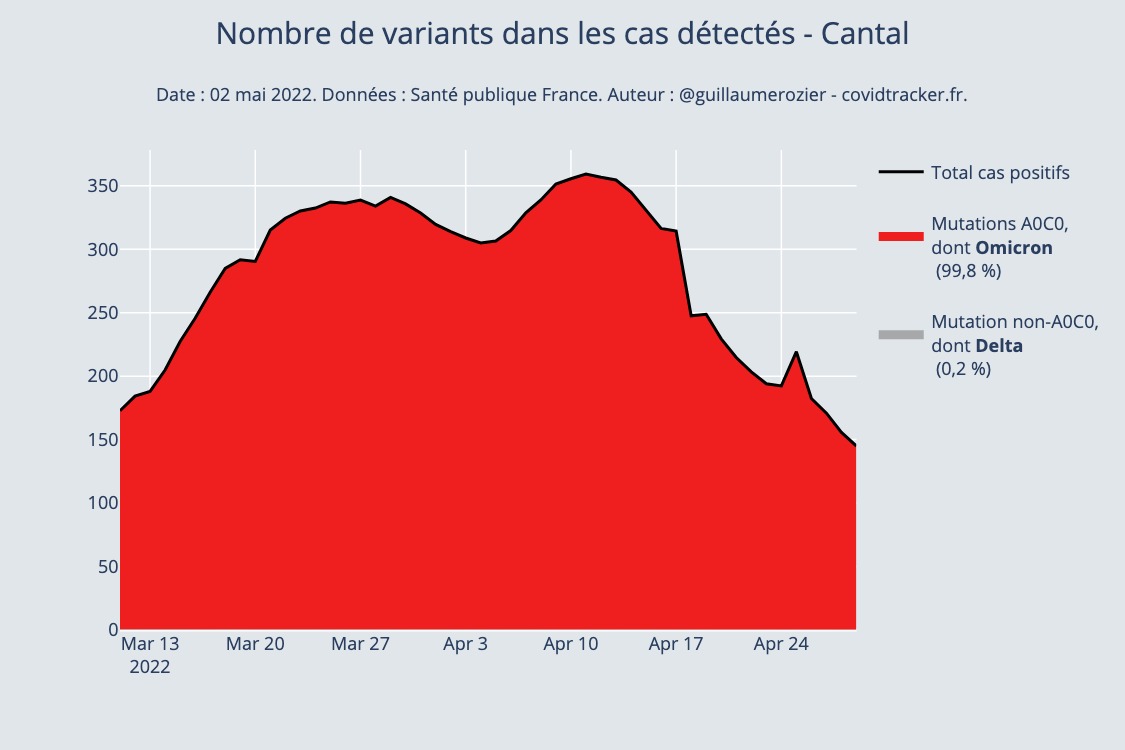 Nombre de variants dans les cas détectés - Cantal
Date : 02 mai 2022. Données : Santé publique France. Auteur : @guillaumerozier - covidtracker.fr.
350
300
250
200
150
100
50
0
Mar 13
2022
Mar 20
Mar 27
Apr 3
Apr 10
Apr 17
Apr 24
Total cas positifs
Mutations A0C0,
dont Omicron
(99,8 %)
Mutation non-A0C0,
dont Delta
(0,2 %)